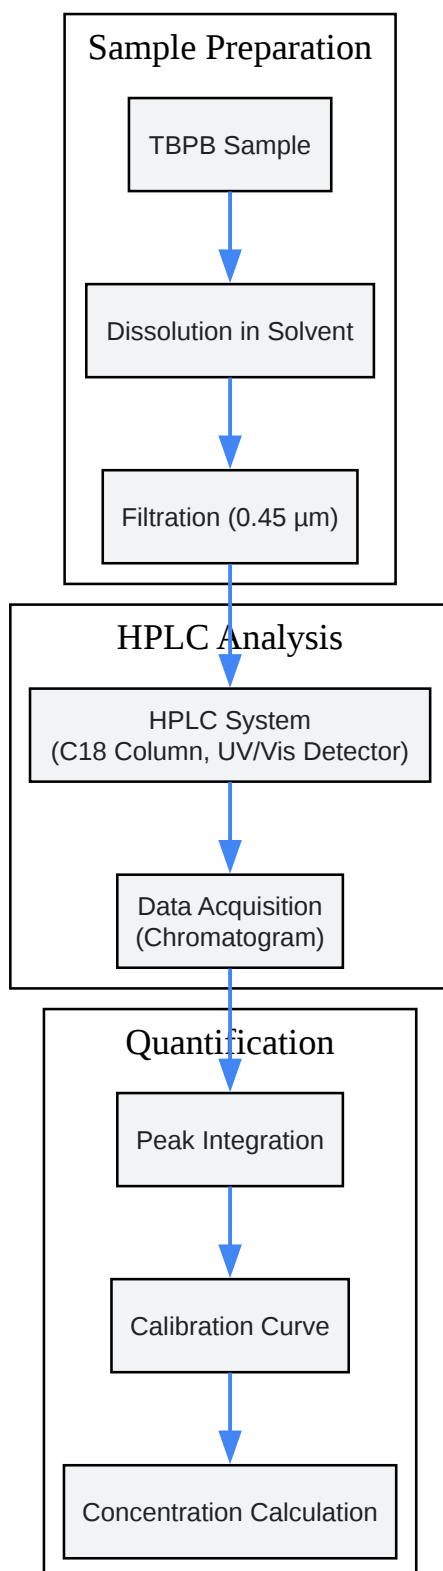 Sample Preparation
TBPB Sample
Dissolution in Solvent
Filtration (0.45 µm)
HPLC Analysis
HPLC System
(C18 Column, UV/Vis Detector)
Data Acquisition
(Chromatogram)
Quantification
Peak Integration
Calibration Curve
Concentration Calculation